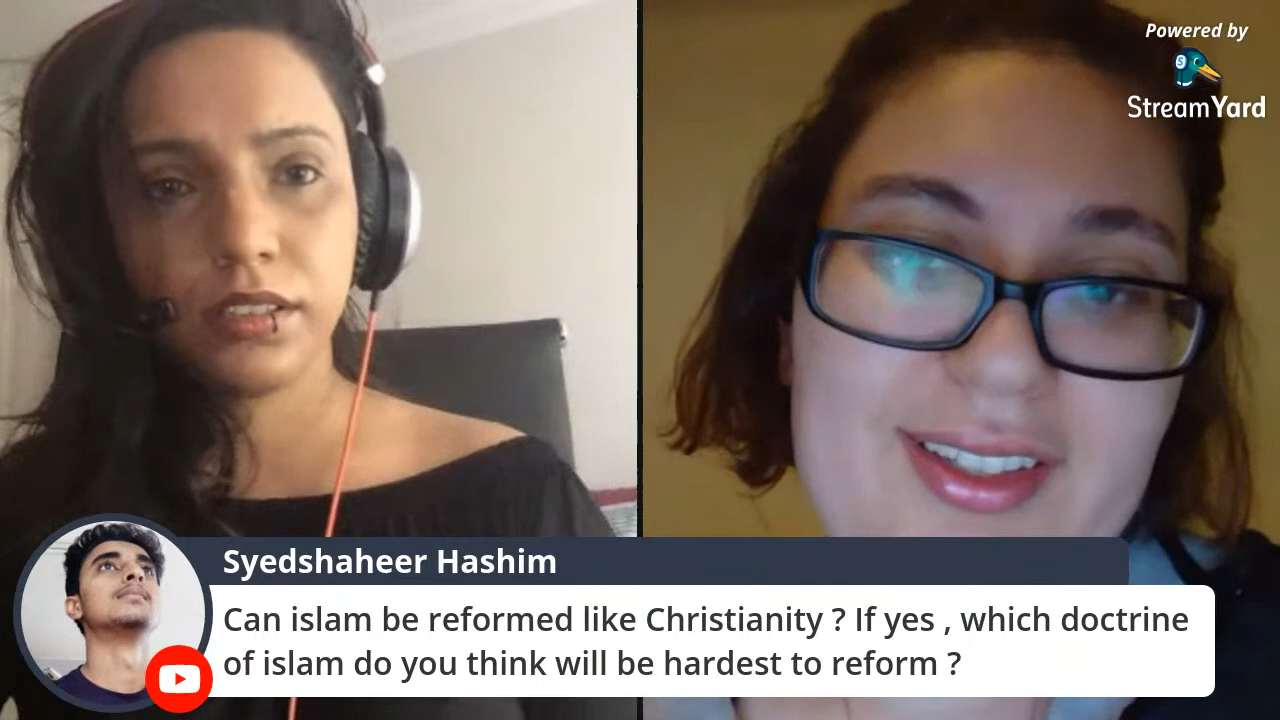 Powered by
StreamYard
Syedshaheer Hashim
Can islam be reformed like Christianity ? If yes , which doctrine
of islam do you think will be hardest to reform ?